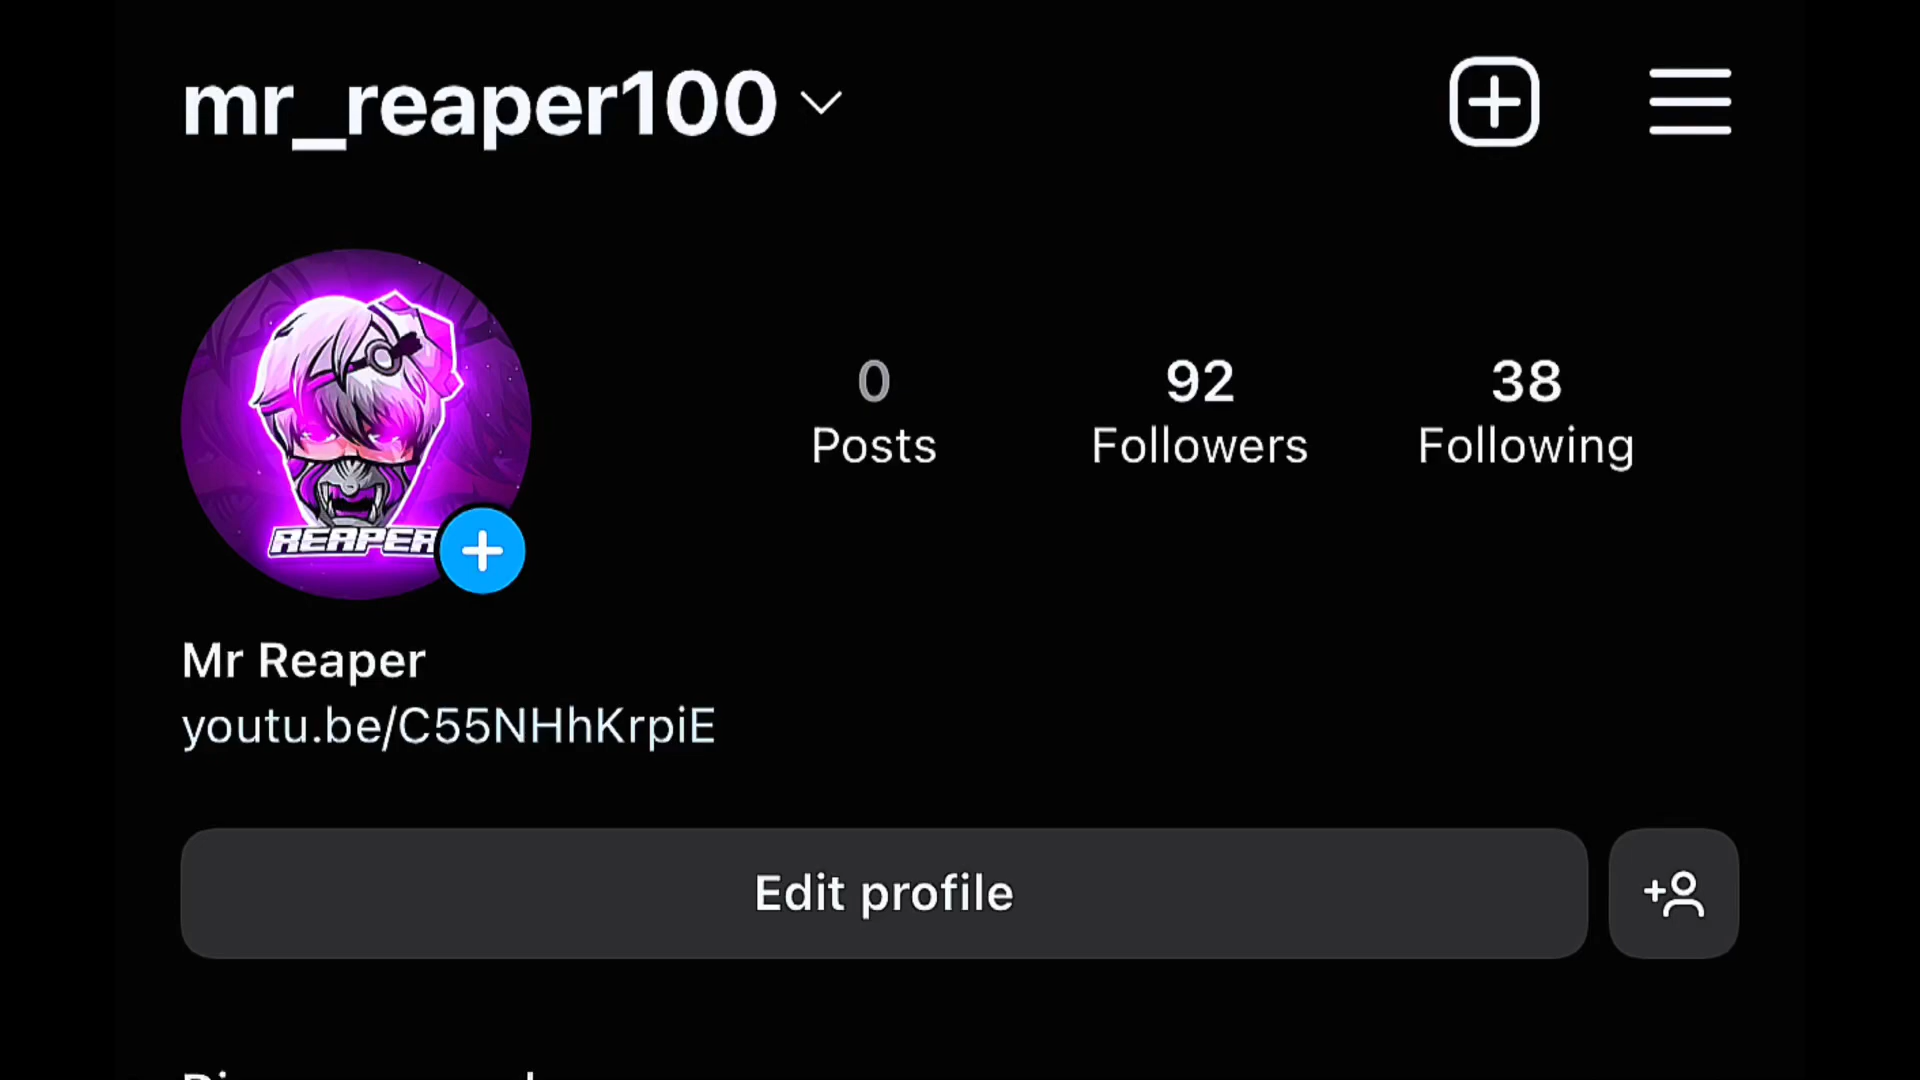 mr_reaper100
REAPER
0
Posts
92
Followers
38
Following
Mr Reaper
youtu.be/C55NHhKrpiE
Edit profile